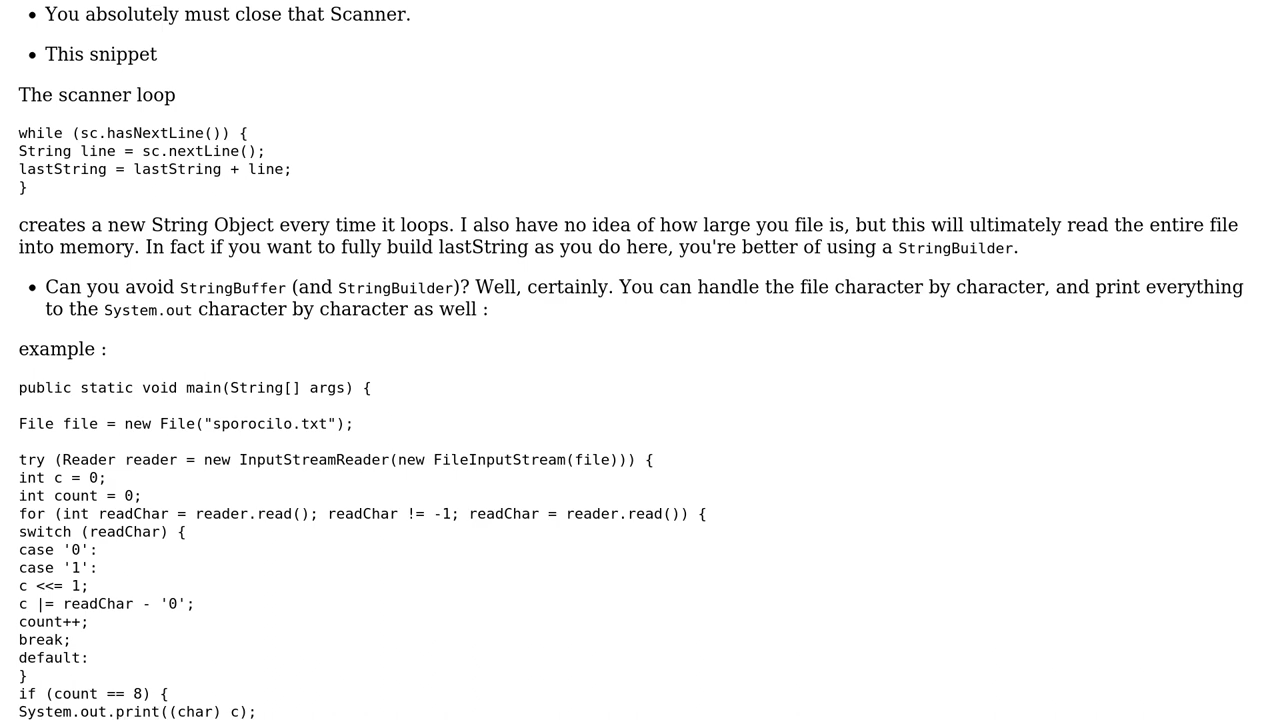 • You absolutely must close that Scanner.
• This snippet
The scanner loop
while (sc.hasNextLine()) {
String line = sc.nextLine();
lastString = lastString + line;
}
creates a new String Object every time it loops. I also have no idea of how large you file is, but this will ultimately read the entire file
into memory. In fact if you want to fully build lastString as you do here, you're better of using a StringBuilder.
• Can you avoid StringBuffer (and StringBuilder)? Well, certainly. You can handle the file character by character, and print everything
to the System.out character by character as well :
example :
public static void main(String[] args) {
File file = new File("sporocilo.txt");
try (Reader reader = new InputStreamReader(new FileInputStream(file))) {
int c = 0;
int count = 0;
for (int readChar = reader.read(); readChar != -1; readChar = reader.read()) {
switch (readChar) {
case '0':
case '1':
c <<= 1;
c |= readChar - '0';
count++;
break;
default:
}
if (count == 8) {
System.out.print((char) c);